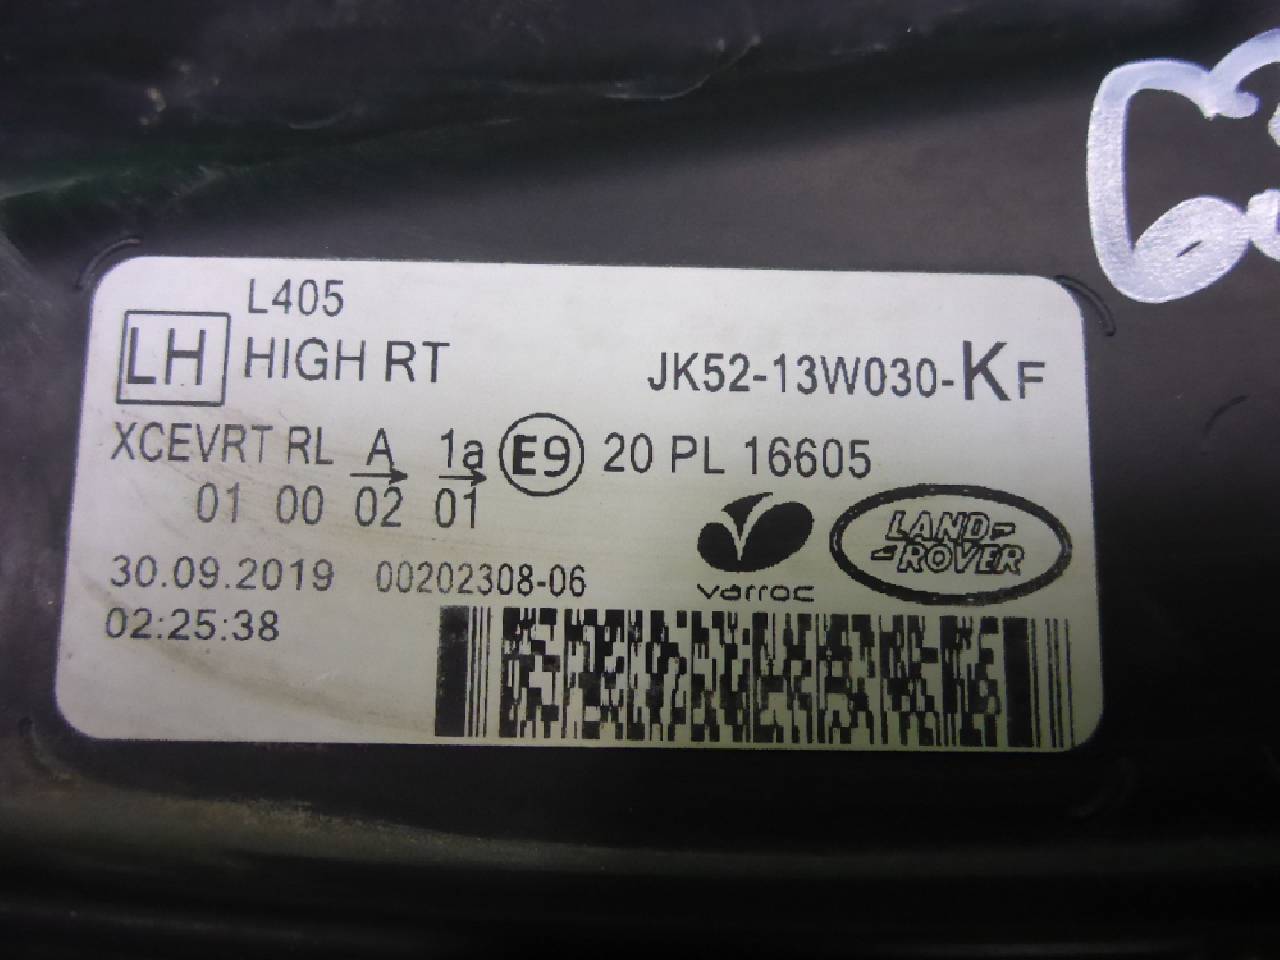 L405
LH HIGH RT JK52-13W030-KF
XCEVRT RL A 1a E9 20 PL 16605
01 00 02 01
LAND-
-ROVER
30.09.2019 00202308-06
varroc
02:25:38